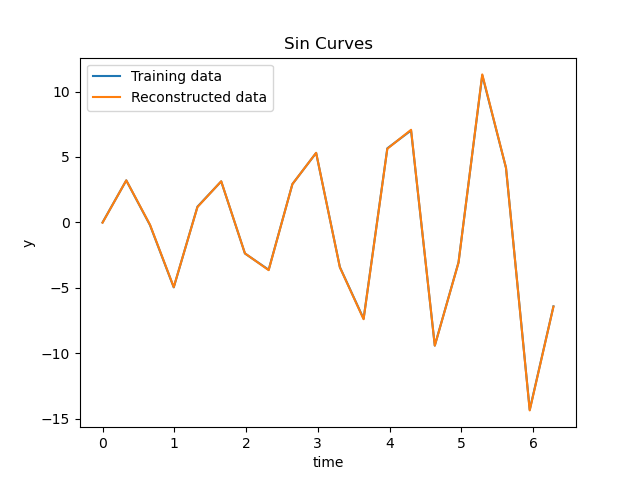 Sin Curves
Training data
Reconstructed data
10
5
0
−5
−10
−15
y
0 1 2 3 4 5 6
time